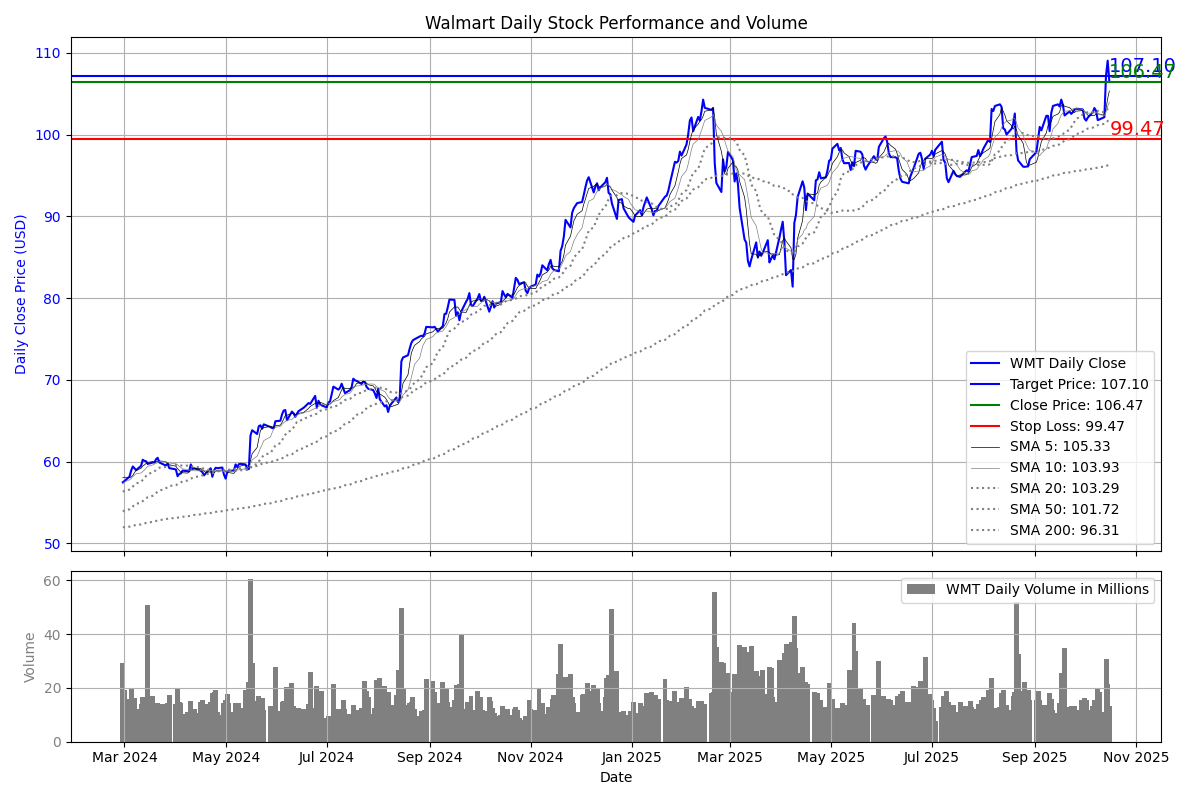 Walmart Daily Stock Performance and Volume
Daily Close Price (USD)
110
100
90
80
70
60
50
107.10
106.47
99.47
WMT Daily Close
Target Price: 107.10
Close Price: 106.47
Stop Loss: 99.47
SMA 5: 105.33
SMA 10: 103.93
SMA 20: 103.29
SMA 50: 101.72
SMA 200: 96.31
Volume
60
40
20
0
WMT Daily Volume in Millions
Mar 2024 May 2024 Jul 2024 Sep 2024 Nov 2024 Jan 2025 Mar 2025 May 2025 Jul 2025 Sep 2025 Nov 2025
Date